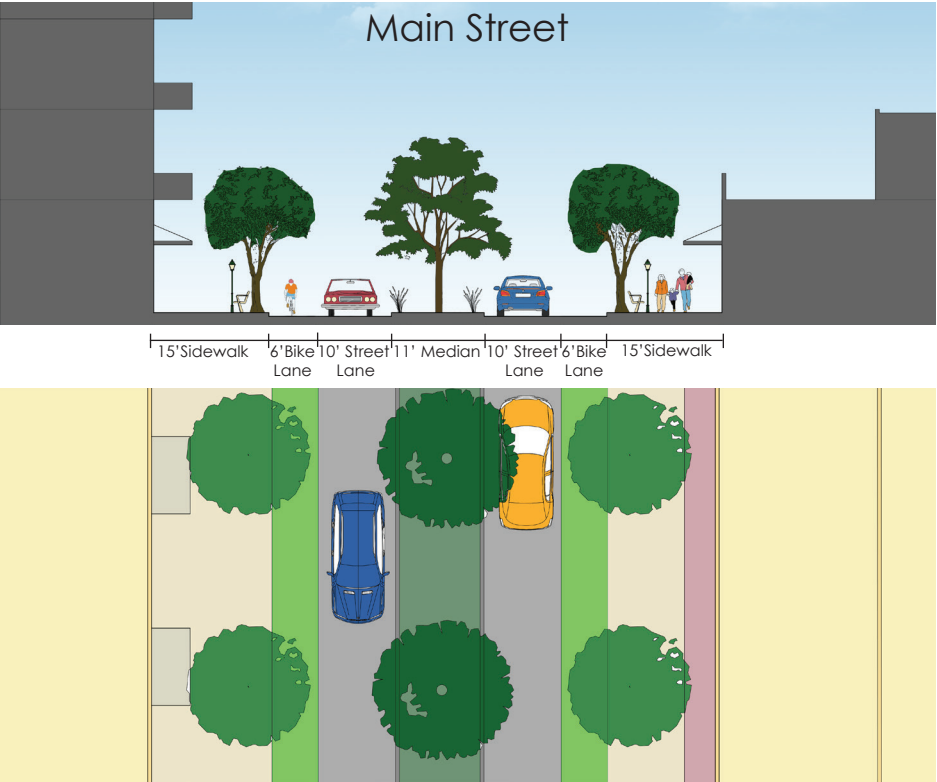 Main Street
15'Sidewalk
6'Bike
Lane
10' Street
Lane
11' Median
10' Street
Lane
6'Bike
Lane
15'Sidewalk